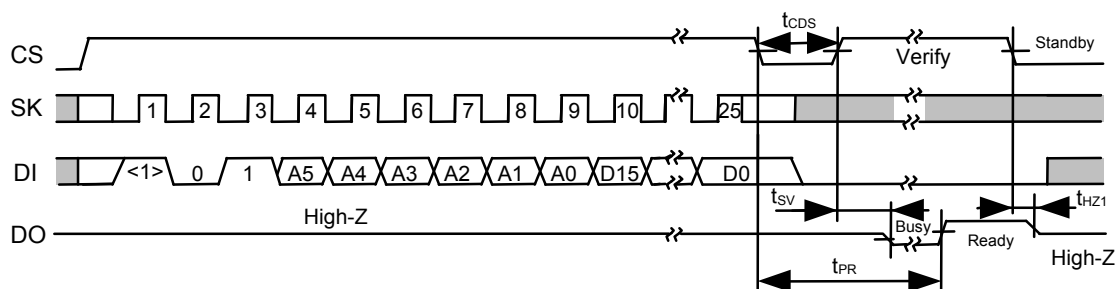 tCDS
CS
Verify
Standby
SK
1 2 3 4 5 6 7 8 9 10 25
DI
<1> 0 1 A5 A4 A3 A2 A1 A0 D15 D0
tSV
tHZ1
High-Z
Busy
DO
Ready
High-Z
tPR